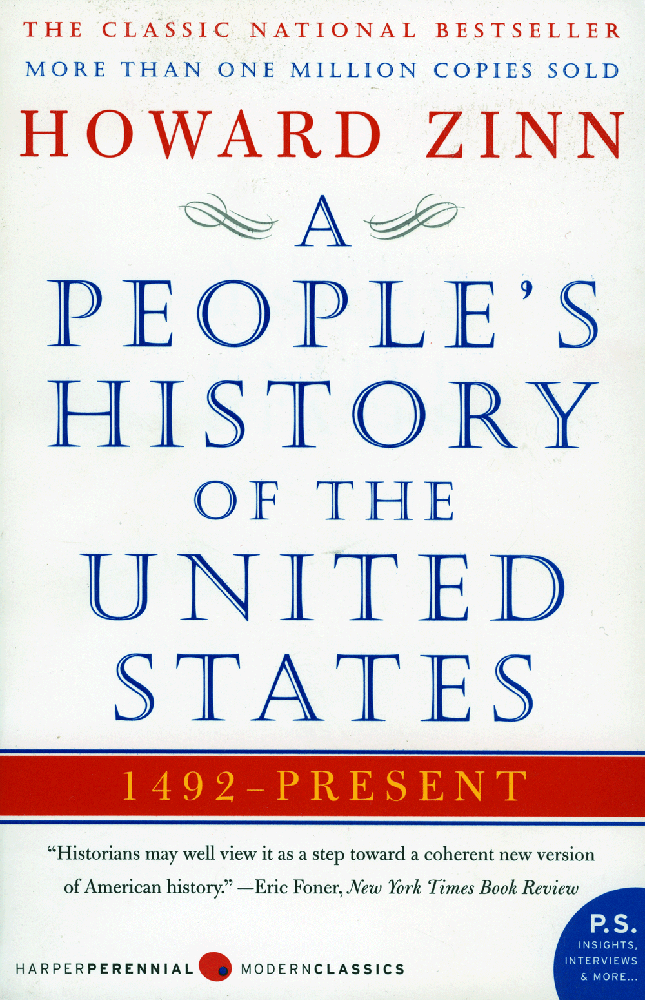 THE CLASSIC NATIONAL BESTSELLER
MORE THAN ONE MILLION COPIES SOLD
HOWARD ZINN
A
PEOPLE'S
HISTORY
OF THE
UNITED
STATES
1492–PRESENT
“Historians may well view it as a step toward a coherent new version
of American history.” —Eric Foner, New York Times Book Review
P.S.
INSIGHTS,
INTERVIEWS
& MORE...
HARPERPERENNIAL MODERNCLASSICS